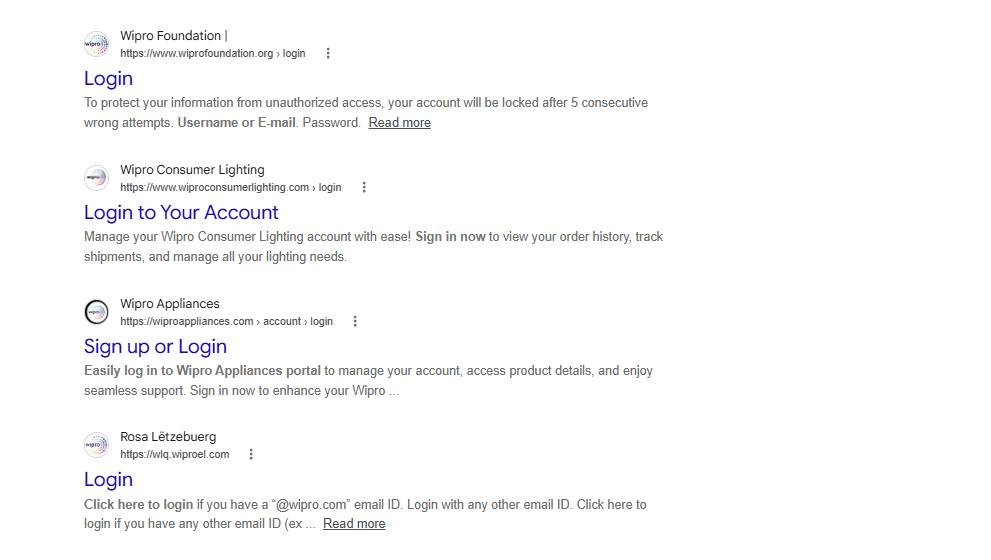 wipro
Wipro Foundation |
https://www.wiprofoundation.org › login
Login
To protect your information from unauthorized access, your account will be locked after 5 consecutive
wrong attempts. Username or E-mail. Password. Read more
wipro
Wipro Consumer Lighting
https://www.wiproconsumerlighting.com › login
Login to Your Account
Manage your Wipro Consumer Lighting account with ease! Sign in now to view your order history, track
shipments, and manage all your lighting needs.
wipro
Wipro Appliances
https://wiproappliances.com › account › login
Sign up or Login
Easily log in to Wipro Appliances portal to manage your account, access product details, and enjoy
seamless support. Sign in now to enhance your Wipro ...
wipro
Rosa Lëtzebuerg
https://wlq.wiproel.com
Login
Click here to login if you have a “@wipro.com” email ID. Login with any other email ID. Click here to
login if you have any other email ID (ex ... Read more